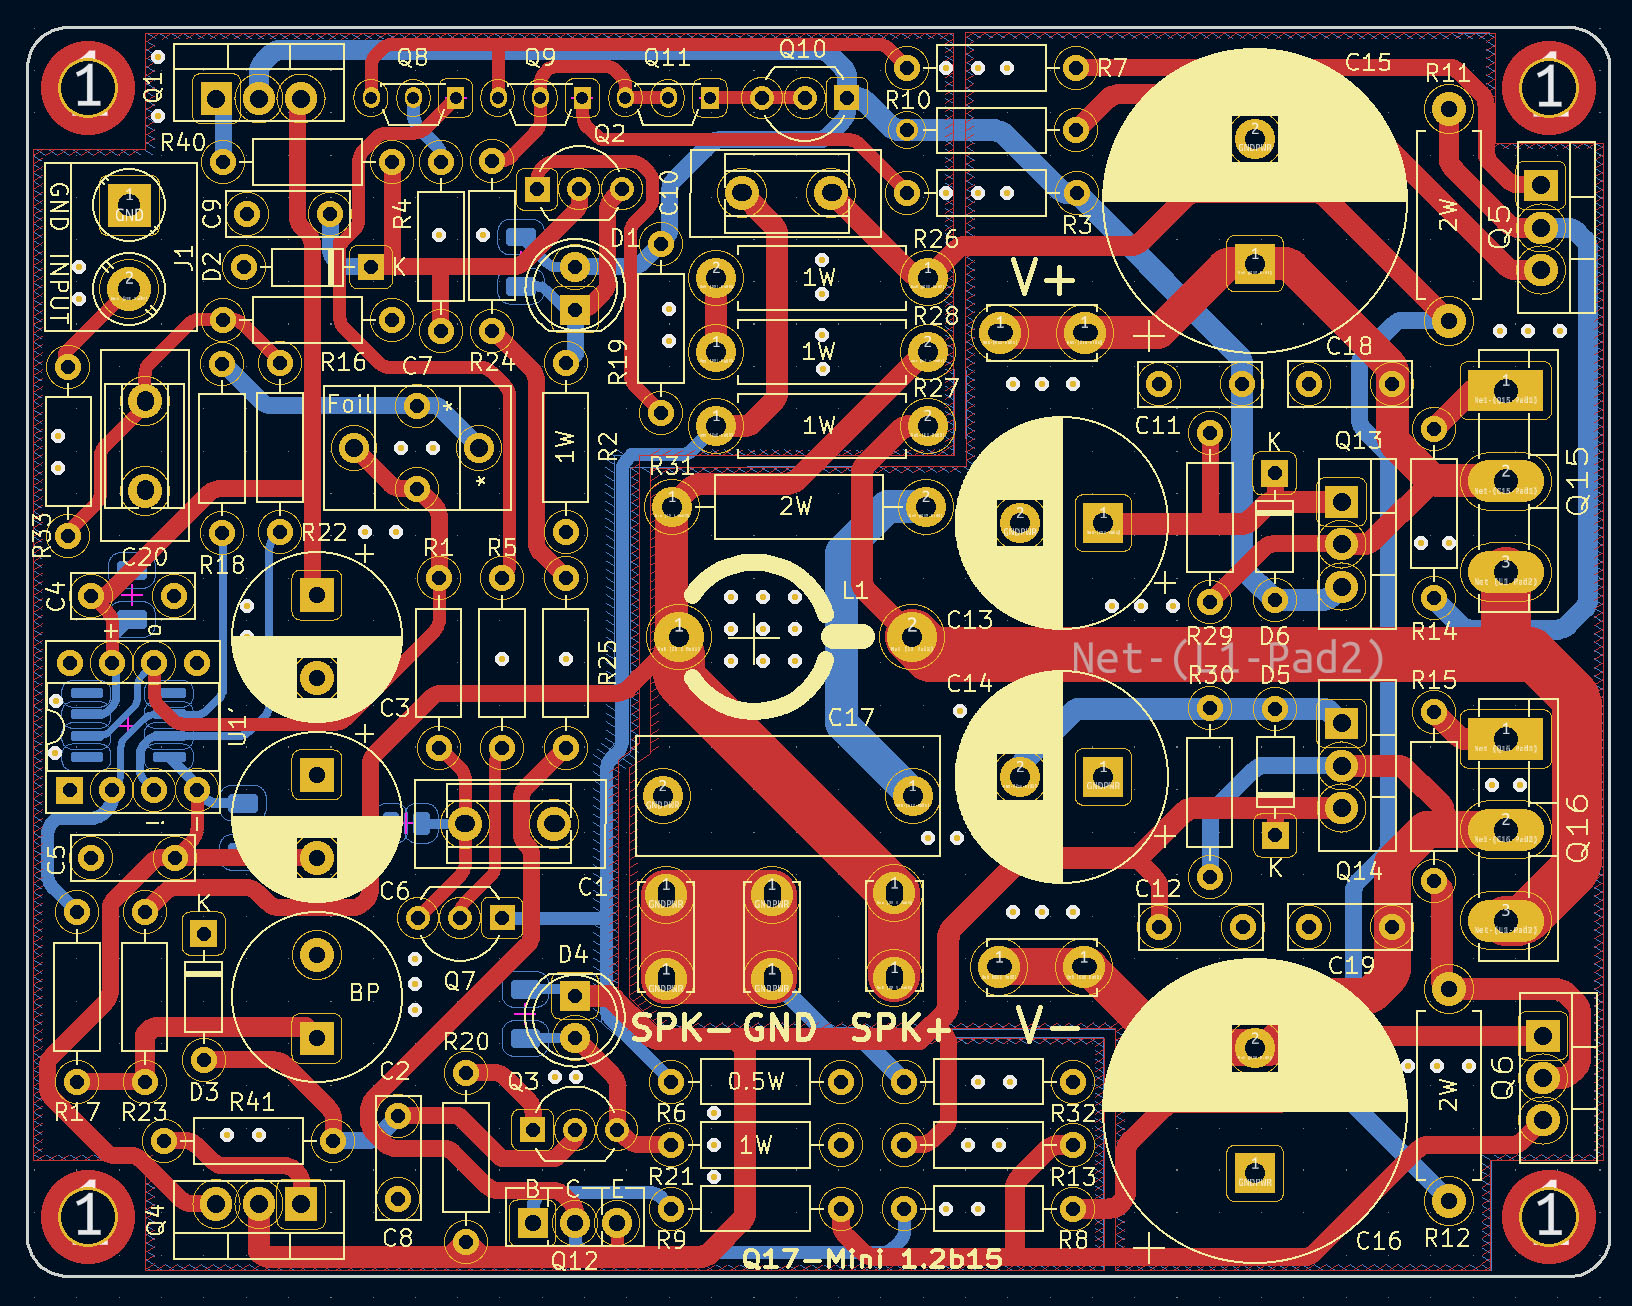 1
1
Q1
Q8
Q9
Q11
Q10
R10
R7
C15
R11
R40
Q2
2
GNDPWR
GND INPUT
1
GND
2
J1
C9
D2
R4
K
D1
C10
R3
2W
Q5
R26
1W
V+
R28
1W
R27
1W
R16
C7
R24
R19
R2
1W
Foil
*
*
C11
C18
K
Q13
Q15
R33
C20
C4
R18
R22
R1
R5
R31
2W
L1
C13
R29
D6
R14
Net-(L1-Pad2)
R30
D5
R15
C14
C17
R25
C3
U1'
C5
C6
C1
K
BP
Q7
D4
D3
R17
R23
R41
C2
R20
Q3
SPK-
GND
SPK+
V-
C12
K
Q14
C19
Q16
0.5W
R6
1W
R21
R9
R32
R13
R8
2W
Q6
C16
R12
Q4
C8
B
C
E
Q12
Q17-Mini 1.2b15
1
1